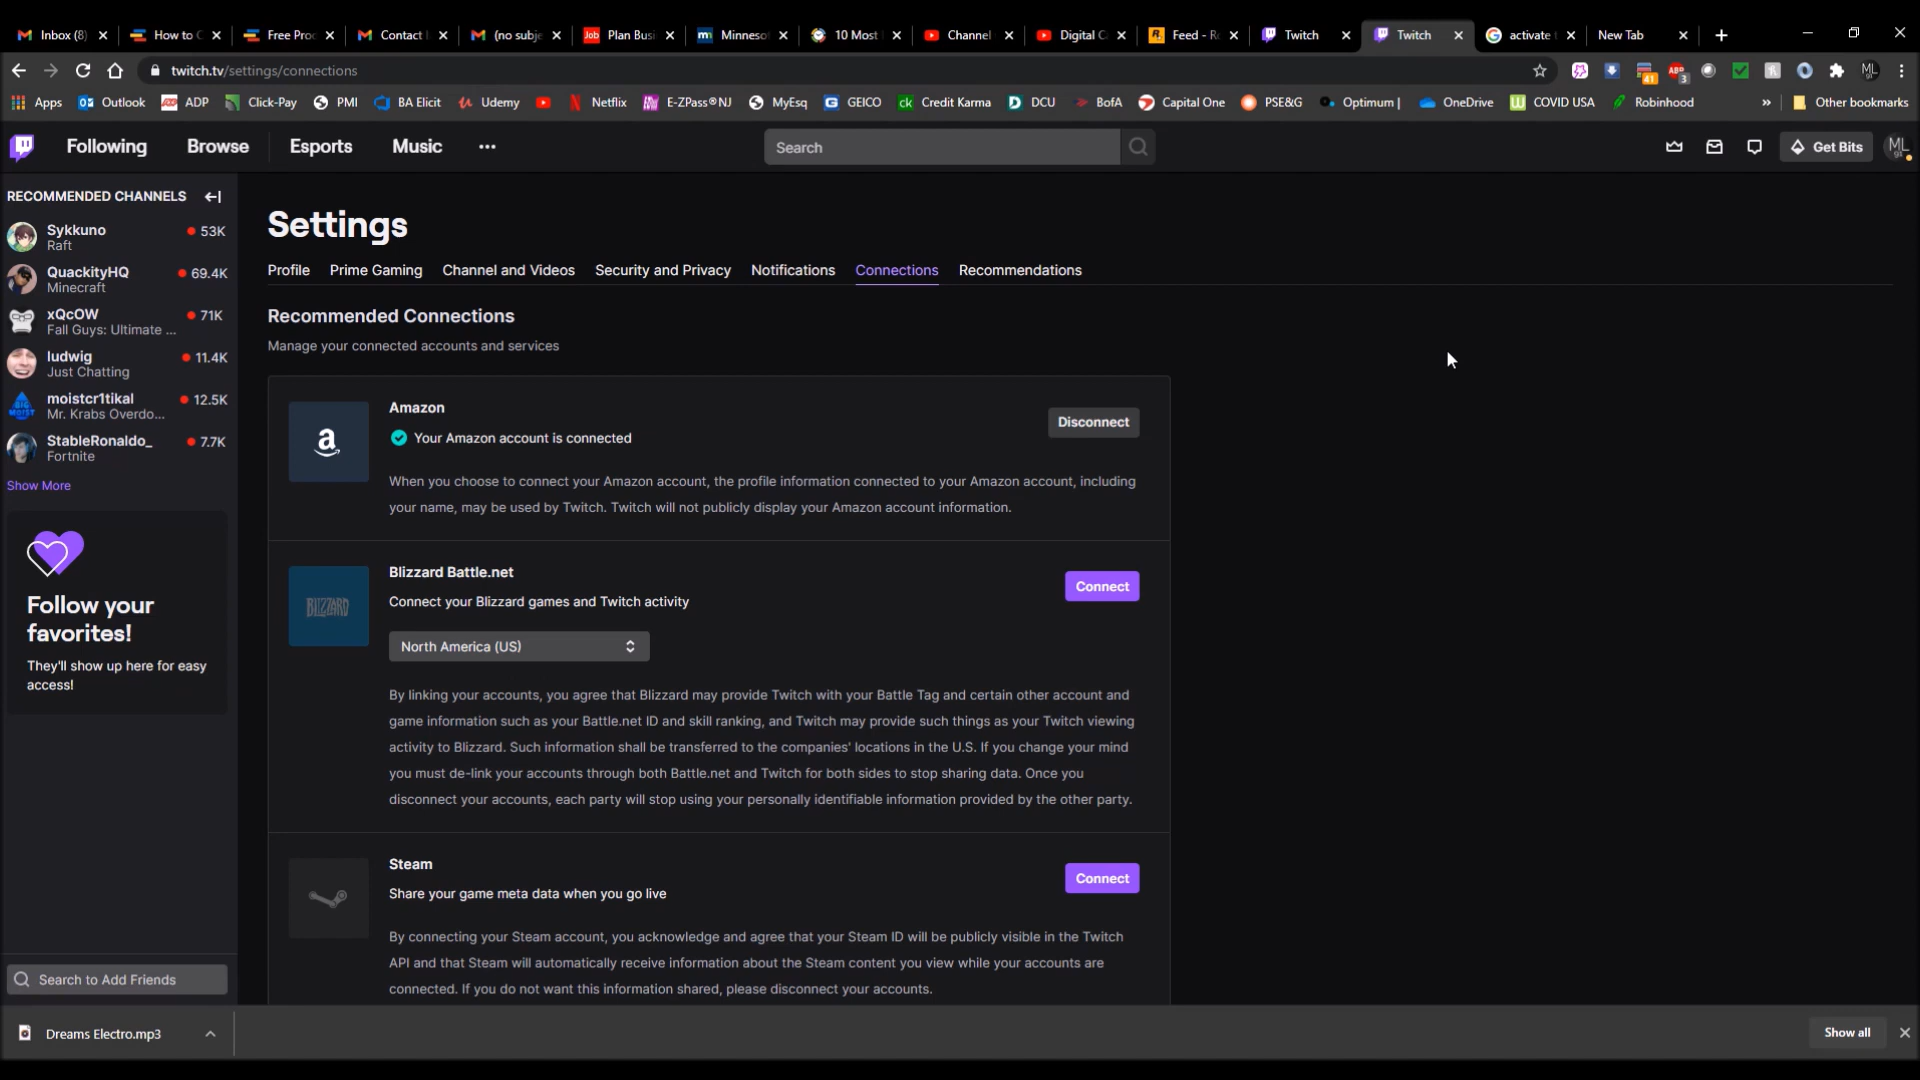 Inbox (8)
How to C
Free Proc
Contact
(no subje
Job
Plan Busi
Minnesot
10 Most
Channel
Digital C
Feed - Ro
Twitch
Twitch
activate t
New Tab
twitch.tv/settings/connections
41
ABP
3
ML
Apps
Outlook
ADP
Click-Pay
PMI
BA Elicit
Udemy
Netflix
E-ZPass®NJ
MyEsq
GEICO
ck
Credit Karma
DCU
BofA
Capital One
PSE&G
Optimum |
OneDrive
COVID USA
Robinhood
»
Other bookmarks
Following
Browse
Esports
Music
Search
Get Bits
ML
RECOMMENDED CHANNELS
Sykkuno
53K
Raft
QuackityHQ
69.4K
Minecraft
xQcOW
71K
Fall Guys: Ultimate ...
ludwig
11.4K
Just Chatting
moistcr1tikal
12.5K
Mr. Krabs Overdo...
StableRonaldo_
7.7K
Fortnite
Show More
Follow your
favorites!
They'll show up here for easy
access!
Search to Add Friends
Settings
Profile
Prime Gaming
Channel and Videos
Security and Privacy
Notifications
Connections
Recommendations
Recommended Connections
Manage your connected accounts and services
a
Amazon
Your Amazon account is connected
Disconnect
When you choose to connect your Amazon account, the profile information connected to your Amazon account, including
your name, may be used by Twitch. Twitch will not publicly display your Amazon account information.
BLIZZARD
Blizzard Battle.net
Connect your Blizzard games and Twitch activity
Connect
North America (US)
By linking your accounts, you agree that Blizzard may provide Twitch with your Battle Tag and certain other account and
game information such as your Battle.net ID and skill ranking, and Twitch may provide such things as your Twitch viewing
activity to Blizzard. Such information shall be transferred to the companies' locations in the U.S. If you change your mind
you must de-link your accounts through both Battle.net and Twitch for both sides to stop sharing data. Once you
disconnect your accounts, each party will stop using your personally identifiable information provided by the other party.
Steam
Share your game meta data when you go live
Connect
By connecting your Steam account, you acknowledge and agree that your Steam ID will be publicly visible in the Twitch
API and that Steam will automatically receive information about the Steam content you view while your accounts are
connected. If you do not want this information shared, please disconnect your accounts.
Dreams Electro.mp3
Show all